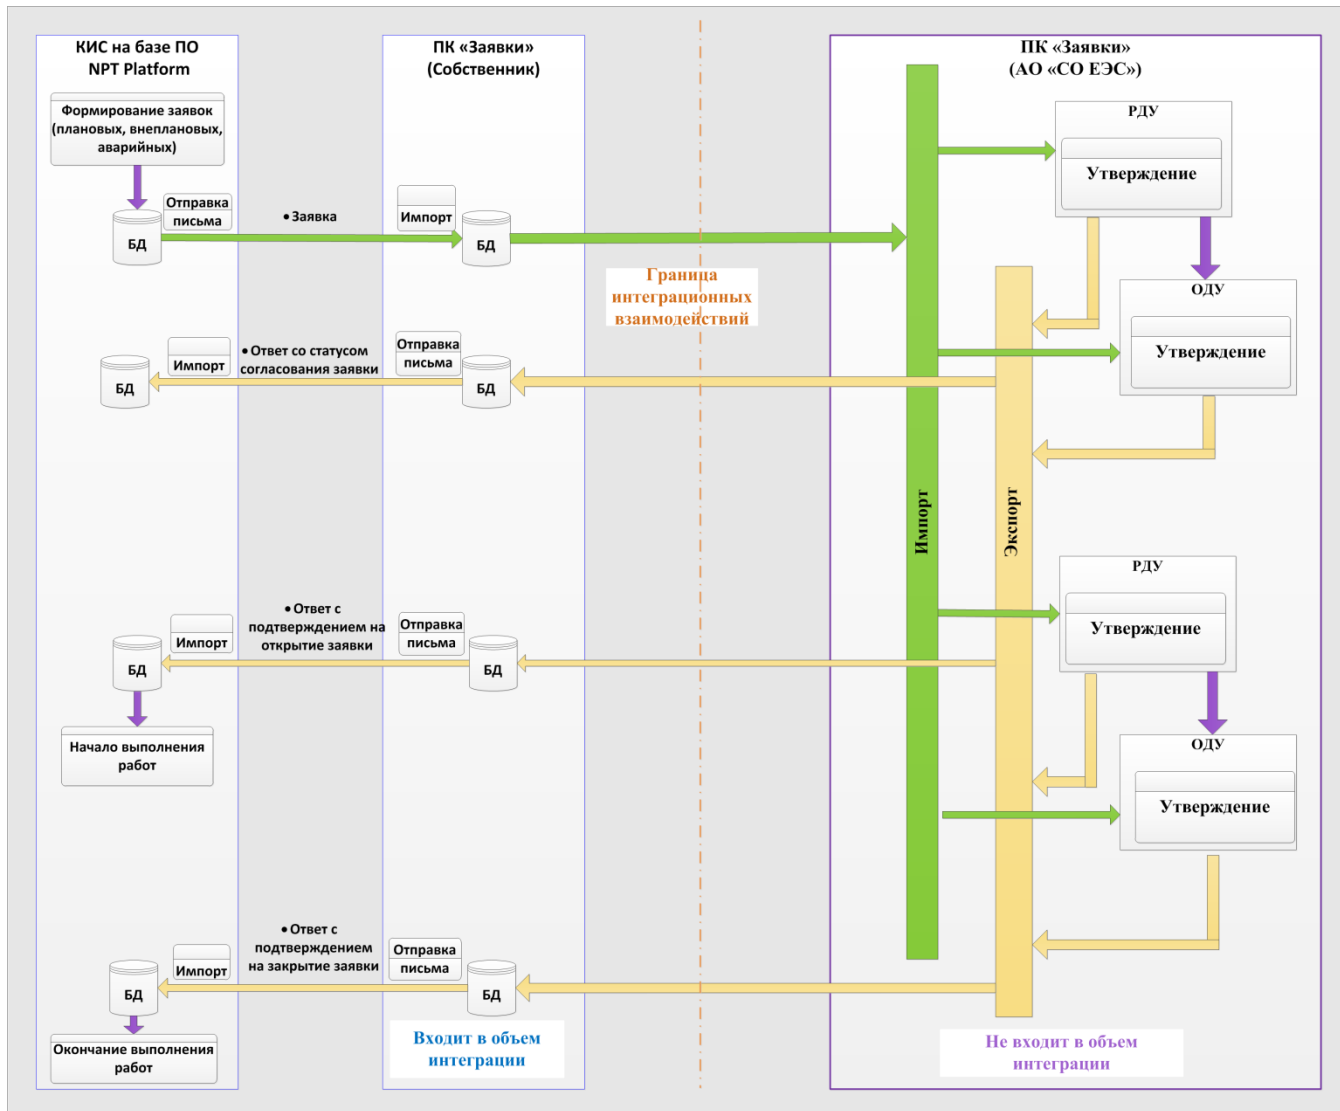 КИС на базе ПО
NPT Platform
ПК «Заявки»
(Собственник)
ПК «Заявки»
(АО «СО ЕЭС»)
Формирование заявок
(плановых, внеплановых,
аварийных)
РДУ
Утверждение
Отправка
письма
• Заявка
Импорт
БД
БД
Граница
интеграционных
взаимодействий
ОДУ
Утверждение
Импорт
• Ответ со статусом
согласования заявки
Отправка
письма
БД
БД
Импорт
Экспорт
РДУ
Утверждение
Импорт
• Ответ с
подтверждением на
открытие заявки
Отправка
письма
БД
БД
Начало выполнения
работ
ОДУ
Утверждение
Импорт
• Ответ с
подтверждением
на закрытие заявки
Отправка
письма
БД
БД
Окончание выполнения
работ
Входит в объем
интеграции
Не входит в объем
интеграции